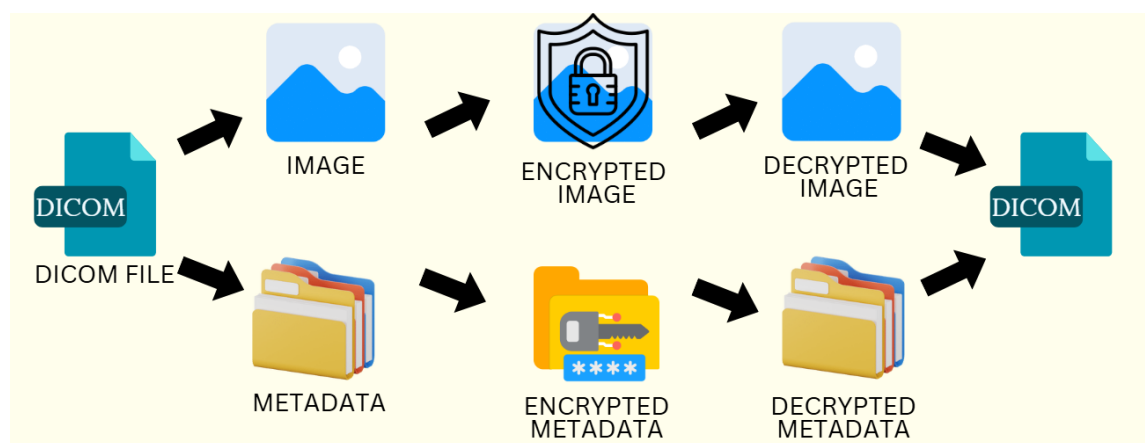 IMAGE
ENCRYPTED
IMAGE
DECRYPTED
IMAGE
DICOM
DICOM FILE
DICOM
****
METADATA
ENCRYPTED
METADATA
DECRYPTED
METADATA